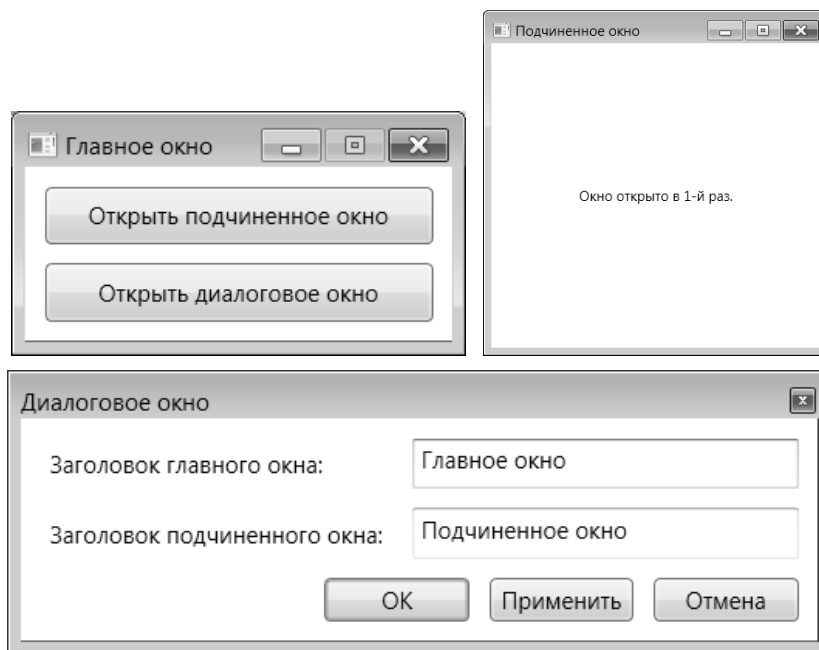 Подчиненное окно
Окно открыто в 1-й раз.
Главное окно
Открыть подчиненное окно
Открыть диалоговое окно
Диалоговое окно
Заголовок главного окна: Главное окно
Заголовок подчиненного окна: Подчиненное окно
ОК Применить Отмена